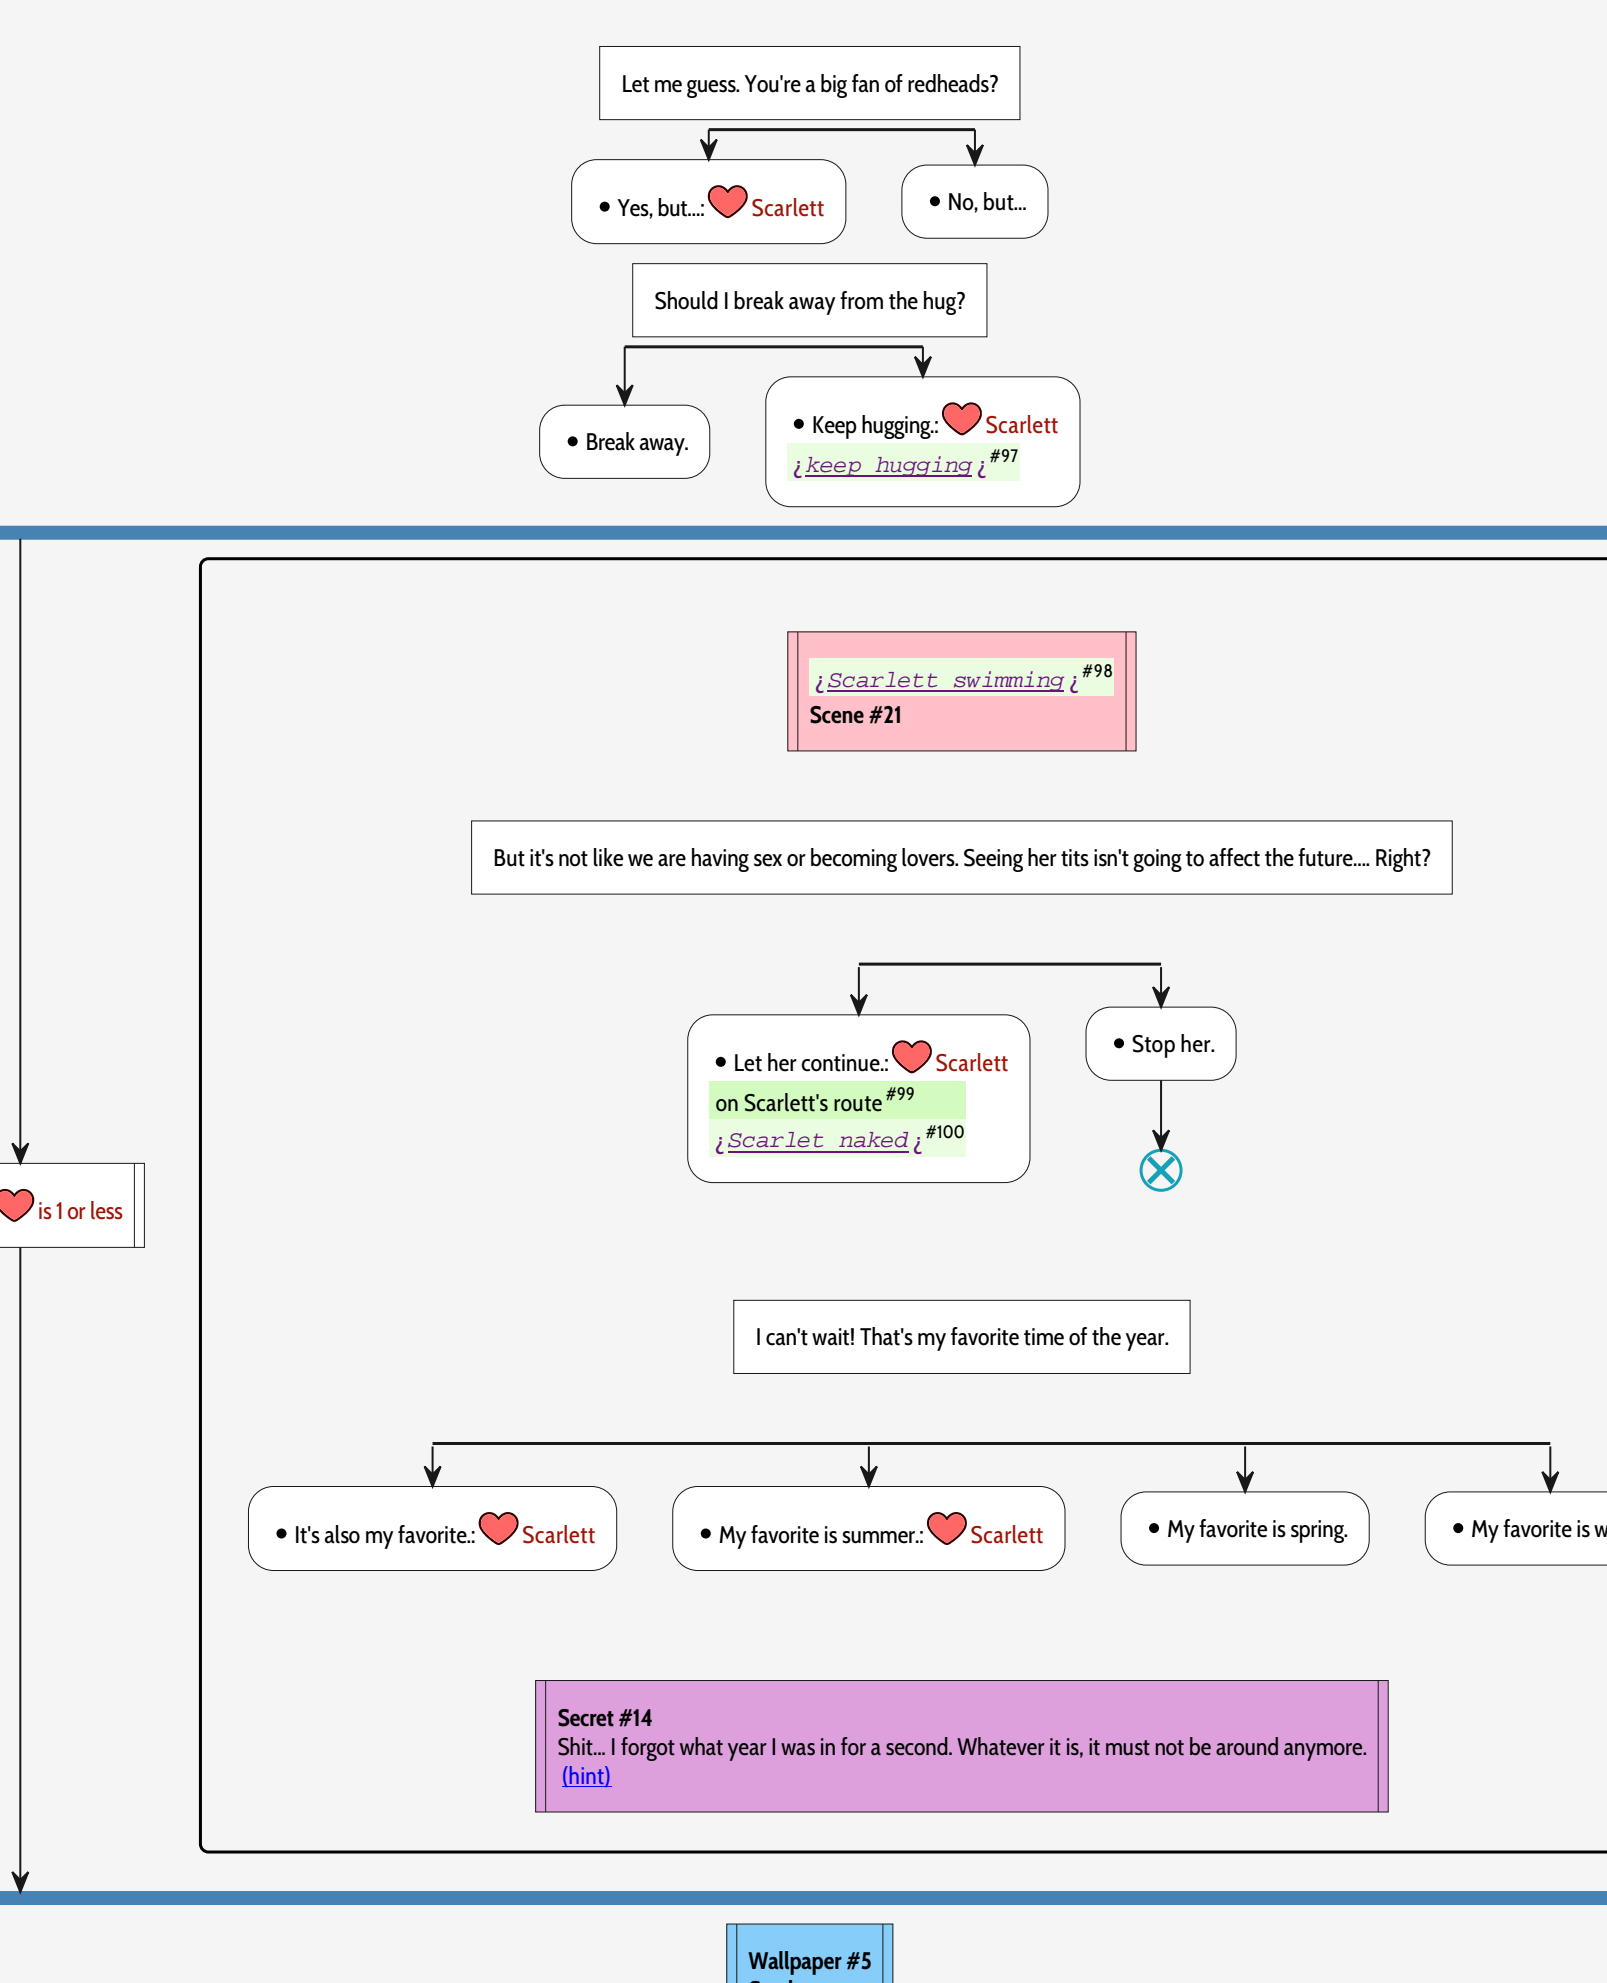 Let me guess. You're a big fan of redheads?
• Yes, but...: Scarlett
• No, but...
Should I break away from the hug?
• Break away.
• Keep hugging.: Scarlett
¿keep hugging¿ #97
¿Scarlett swimming¿ #98
Scene #21
But it's not like we are having sex or becoming lovers. Seeing her tits isn't going to affect the future.... Right?
• Let her continue.: Scarlett
on Scarlett's route #99
¿Scarlet naked¿ #100
• Stop her.
is 1 or less
I can't wait! That's my favorite time of the year.
• It's also my favorite.: Scarlett
• My favorite is summer.: Scarlett
• My favorite is spring.
• My favorite is
Secret #14
Shit... I forgot what year I was in for a second. Whatever it is, it must not be around anymore.
(hint)
Wallpaper #5